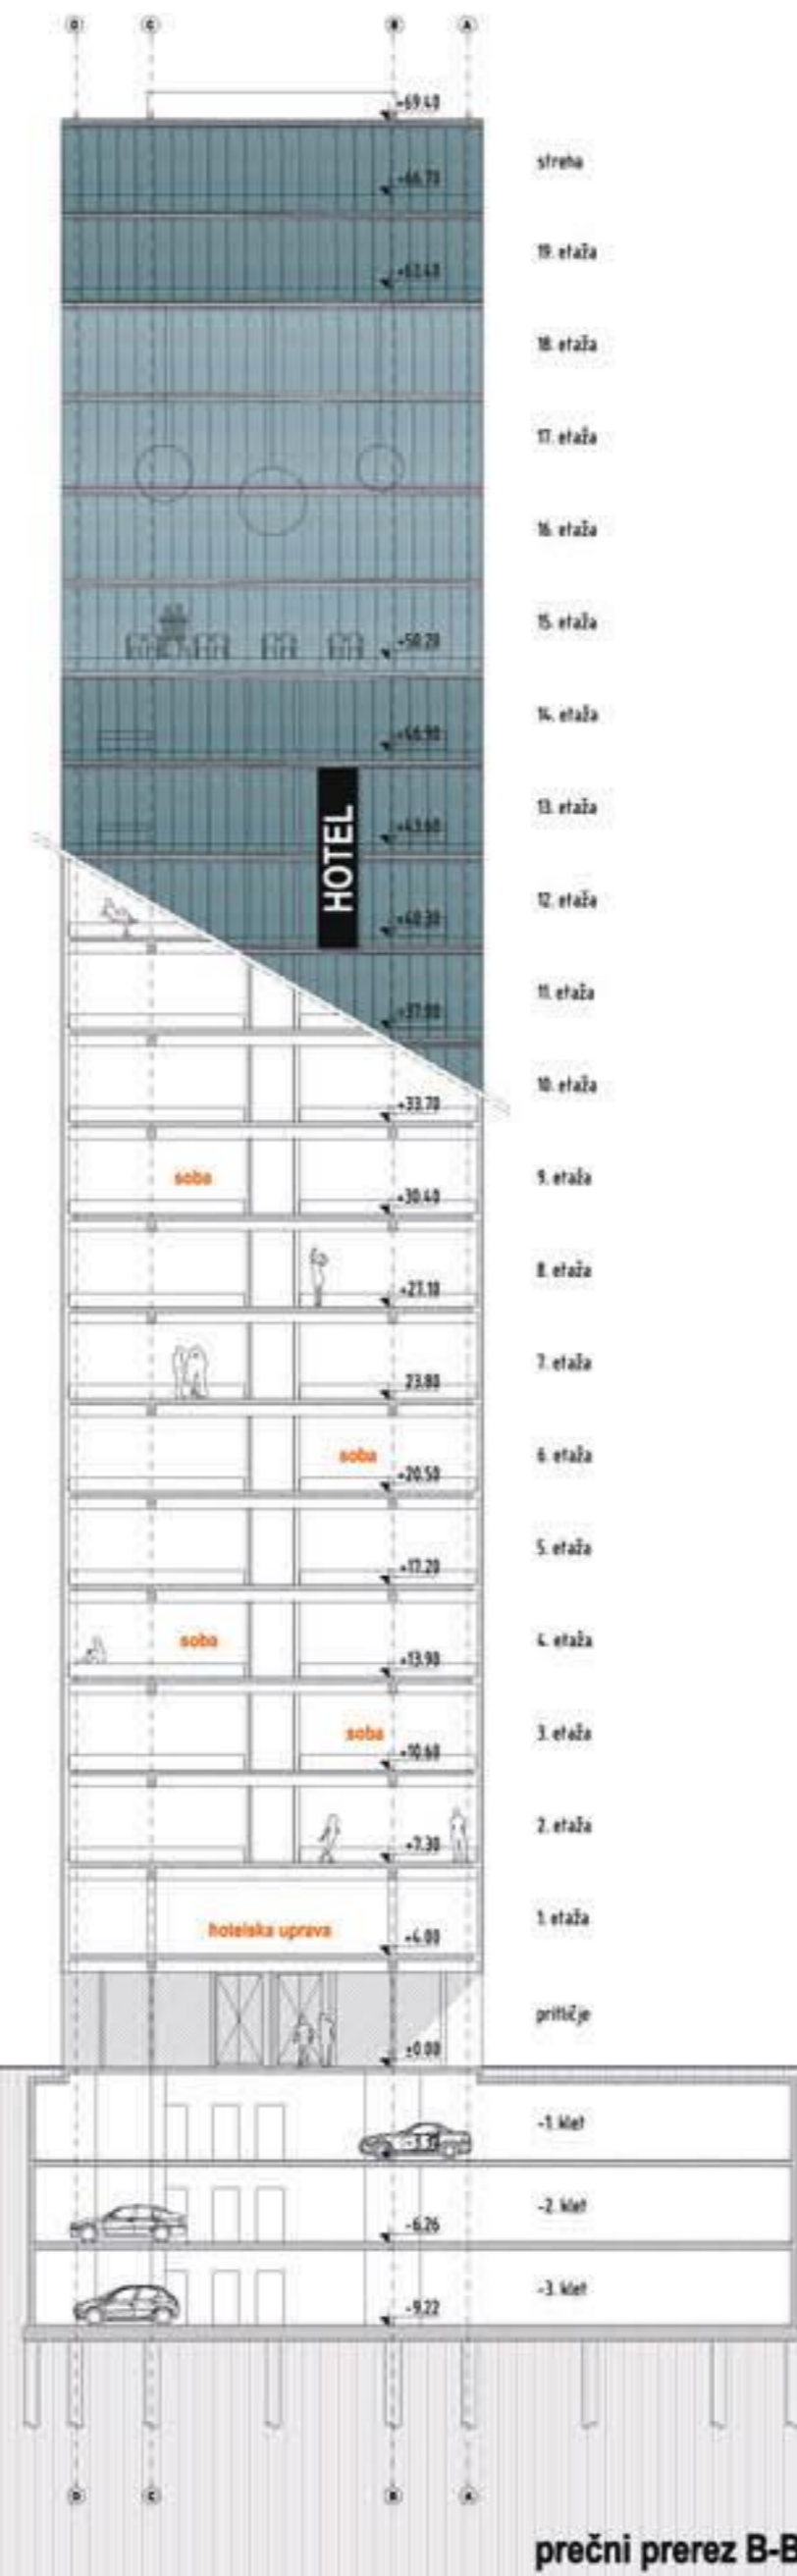 D C B A
+69.40
streha
+66.70
19. etaža
+63.40
18. etaža
17. etaža
16. etaža
15. etaža
+50.20
14. etaža
+46.90
13. etaža
+43.60
HOTEL
12. etaža
+40.30
11. etaža
+37.00
10. etaža
+33.70
soba
9. etaža
+30.40
8. etaža
+27.10
7. etaža
23.80
soba
6. etaža
+20.50
5. etaža
+17.20
soba
4. etaža
+13.90
soba
3. etaža
+10.60
2. etaža
+7.30
1. etaža
hotelska uprava
+4.00
pritličje
±0.00
-1. klet
-2. klet
-6.26
-3. klet
-9.22
D C B A
prečni prerez B-B